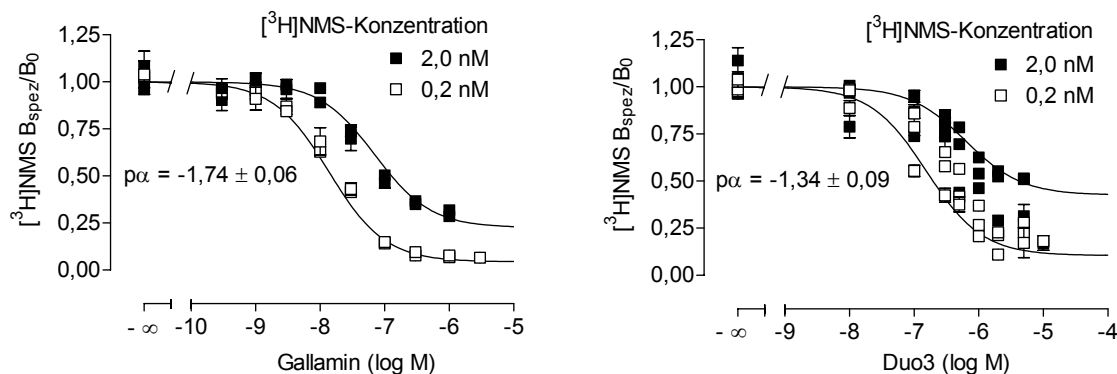 [³H]NMS-Konzentration
2,0 nM
0,2 nM
[³H]NMS B_spez/B_0
1,25
1,00
0,75
0,50
0,25
0,00
pα = -1,74 ± 0,06
- ∞
-10
-9
-8
-7
-6
-5
Gallamin (log M)
[³H]NMS-Konzentration
2,0 nM
0,2 nM
[³H]NMS B_spez/B_0
1,25
1,00
0,75
0,50
0,25
0,00
pα = -1,34 ± 0,09
- ∞
-9
-8
-7
-6
-5
-4
Duo3 (log M)